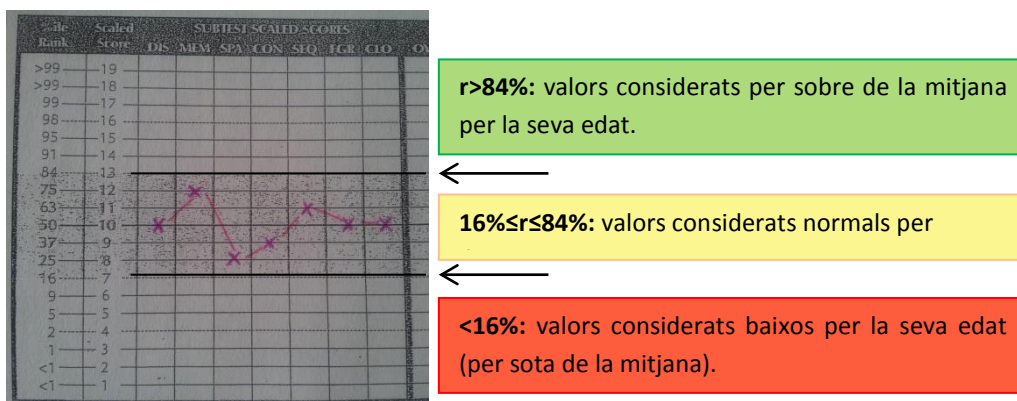 %ile Scaled SUBTEST SCALED SCORES
Rank Score DIS MEM SPA CON SEQ FGR CLO
>99 19
>99 18
99 17
98 16
95 15
91 14
84 13
75 12
63 11
50 10
37 9
25 8
16 7
9 6
5 5
2 4
1 3
<1 2
<1 1
r>84%: valors considerats per sobre de la mitjana
per la seva edat.
16%≤r≤84%: valors considerats normals per
<16%: valors considerats baixos per la seva edat
(per sota de la mitjana).